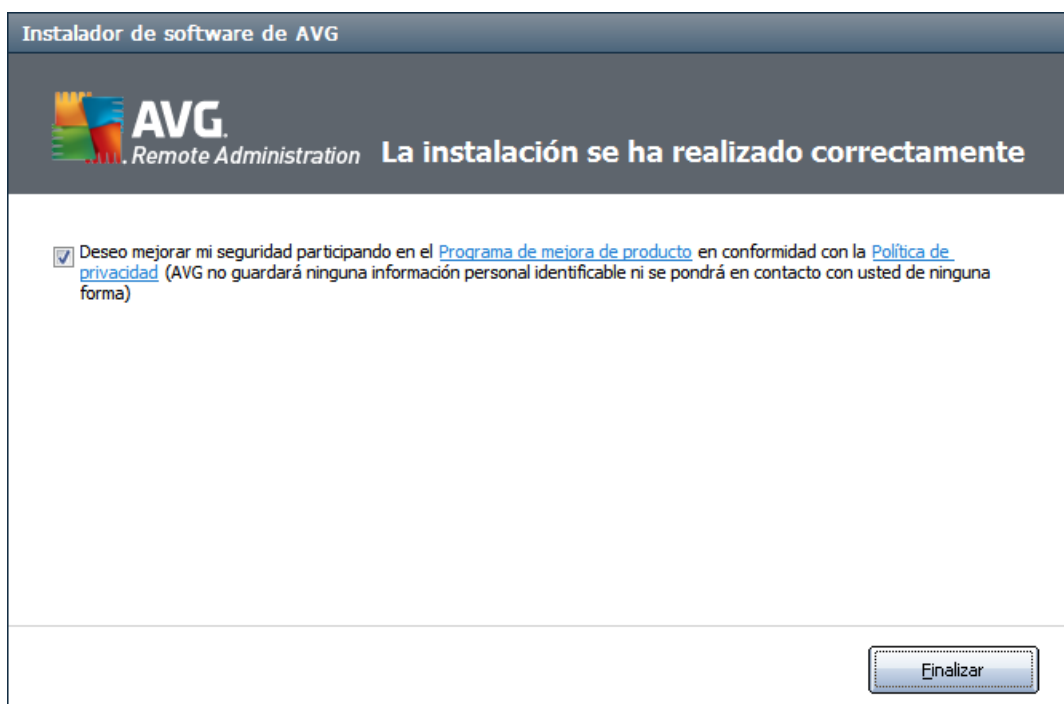 Instalador de software de AVG
AVG.
Remote Administration
La instalación se ha realizado correctamente
Deseo mejorar mi seguridad participando en el Programa de mejora de producto en conformidad con la Política de
privacidad (AVG no guardará ninguna información personal identificable ni se pondrá en contacto con usted de ninguna
forma)
Finalizar